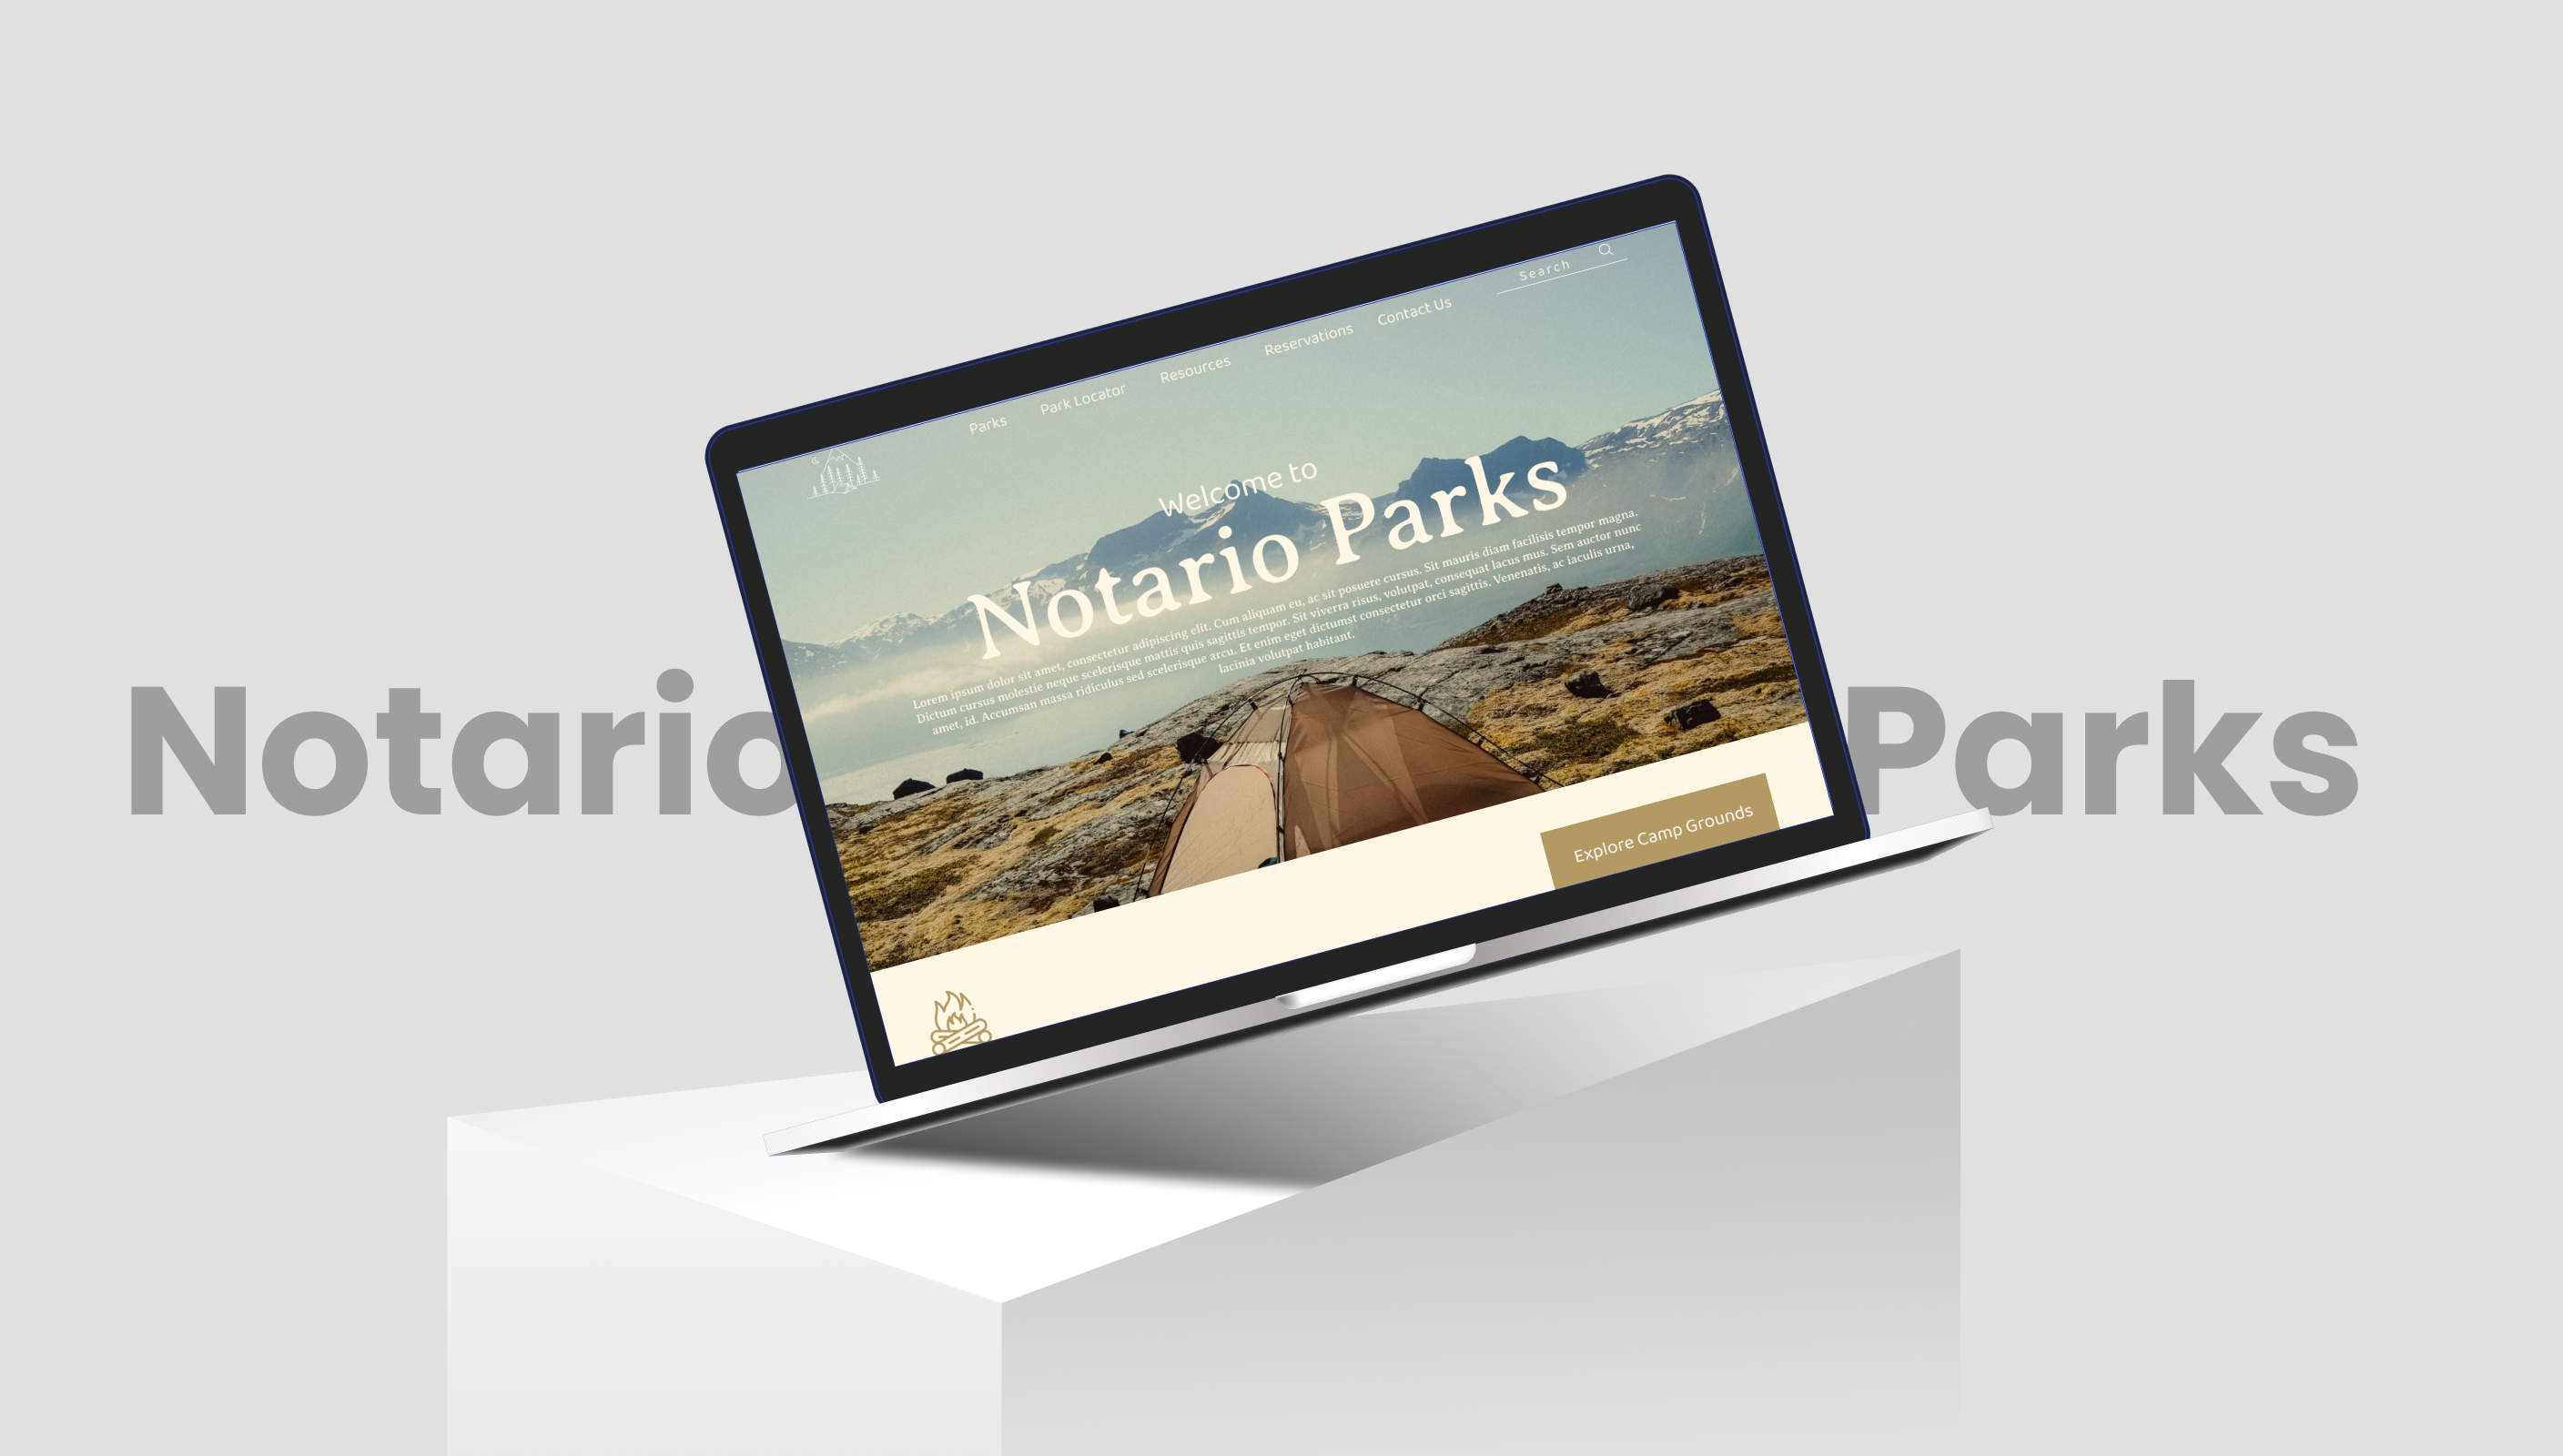 Notario Parks
Parks
Park Locator
Resources
Reservations
Contact Us
Search
Welcome to
Notario Parks
Lorem ipsum dolor sit amet, consectetur adipiscing elit. Cum aliquam eu, ac sit posuere cursus. Sit mauris diam facilisis tempor magna.
Dictum cursus molestie neque scelerisque mattis quis sagittis tempor. Sit viverra risus, volutpat, consequat lacus mus. Sem auctor nunc
amet, id. Accumsan massa ridiculus sed scelerisque arcu. Et enim eget dictumst consectetur orci sagittis. Venenatis, ac iaculis urna,
lacinia volutpat habitant.
Explore Camp Grounds